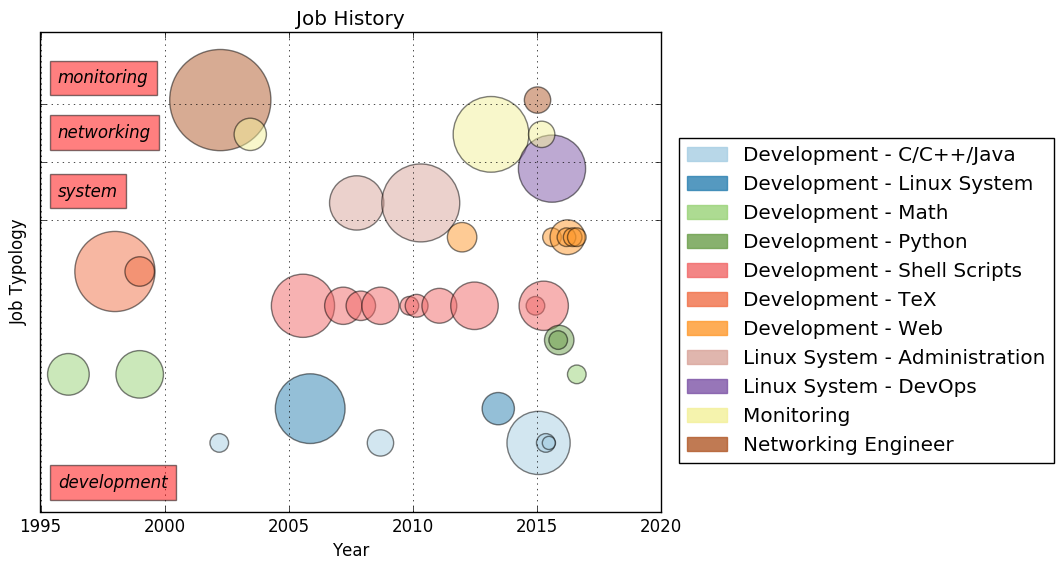 Job History
monitoring
networking
system
development
Job Typology
1995 2000 2005 2010 2015 2020
Year
Development - C/C++/Java
Development - Linux System
Development - Math
Development - Python
Development - Shell Scripts
Development - TeX
Development - Web
Linux System - Administration
Linux System - DevOps
Monitoring
Networking Engineer